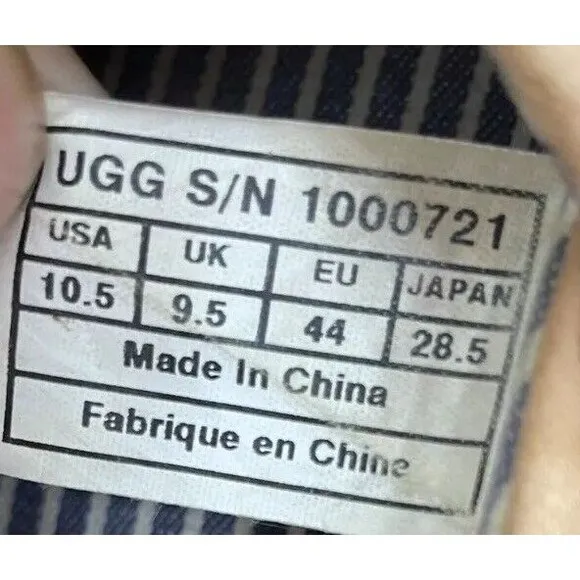 UGG S/N 1000721
USA UK EU JAPAN
10.5 9.5 44 28.5
Made In China
Fabrique en Chine